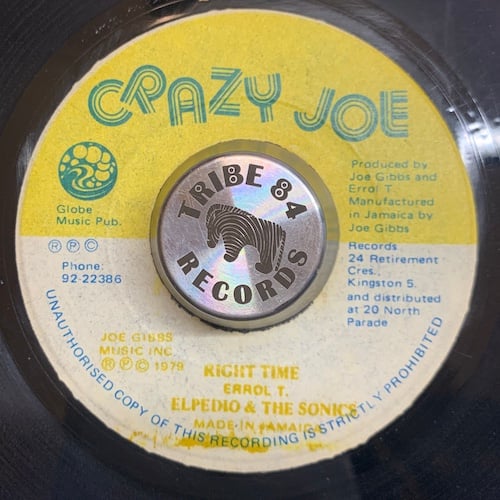 CRAZY JOE
Globe
Music Pub.
Ⓡ Ⓟ Ⓒ
Phone:
92-22386
Produced by
Joe Gibbs and
Errol T.
Manufactured
in Jamaica by
Joe Gibbs
Records
24 Retirement
Cres.,
Kingston 5.
and distributed
at 20 North
Parade
TRIBE 84
RECORDS
JOE GIBBS
MUSIC INC.
Ⓡ Ⓟ Ⓒ 1979
RIGHT TIME
ERROL T.
ELPEDIO & THE SONICS
MADE IN JAMAICA
UNAUTHORISED COPY OF THIS RECORDING IS STRICTLY PROHIBITED